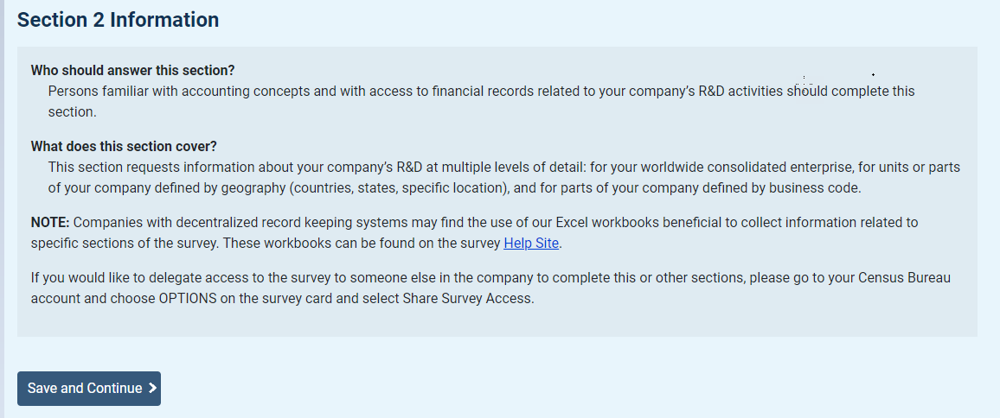 Section 2 Information
Who should answer this section?
Persons familiar with accounting concepts and with access to financial records related to your company’s R&D activities should complete this
section.
What does this section cover?
This section requests information about your company’s R&D at multiple levels of detail: for your worldwide consolidated enterprise, for units or parts
of your company defined by geography (countries, states, specific location), and for parts of your company defined by business code.
NOTE: Companies with decentralized record keeping systems may find the use of our Excel workbooks beneficial to collect information related to
specific sections of the survey. These workbooks can be found on the survey Help Site.
If you would like to delegate access to the survey to someone else in the company to complete this or other sections, please go to your Census Bureau
account and choose OPTIONS on the survey card and select Share Survey Access.
Save and Continue